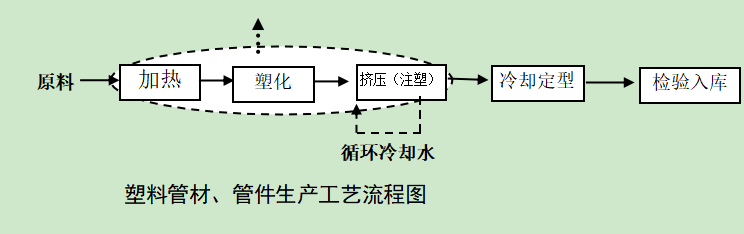 原料
加热
塑化
挤压（注塑）
冷却定型
检验入库
循环冷却水
塑料管材、管件生产工艺流程图